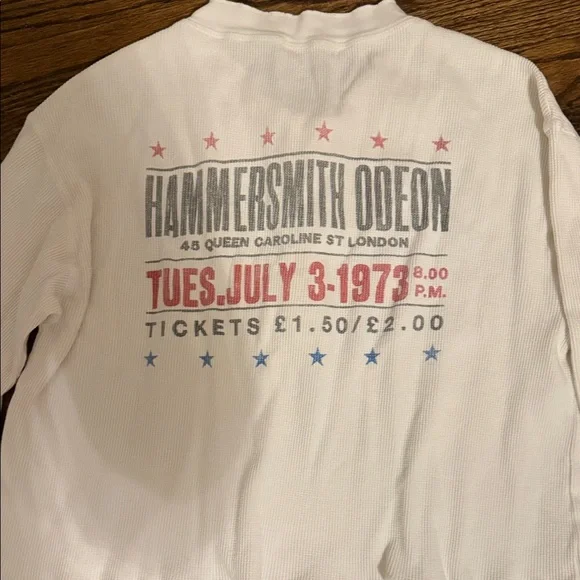 HAMMERSMITH ODEON
45 QUEEN CAROLINE ST LONDON
TUES. JULY 3-1973 8.00 P.M.
TICKETS £1.50/£2.00